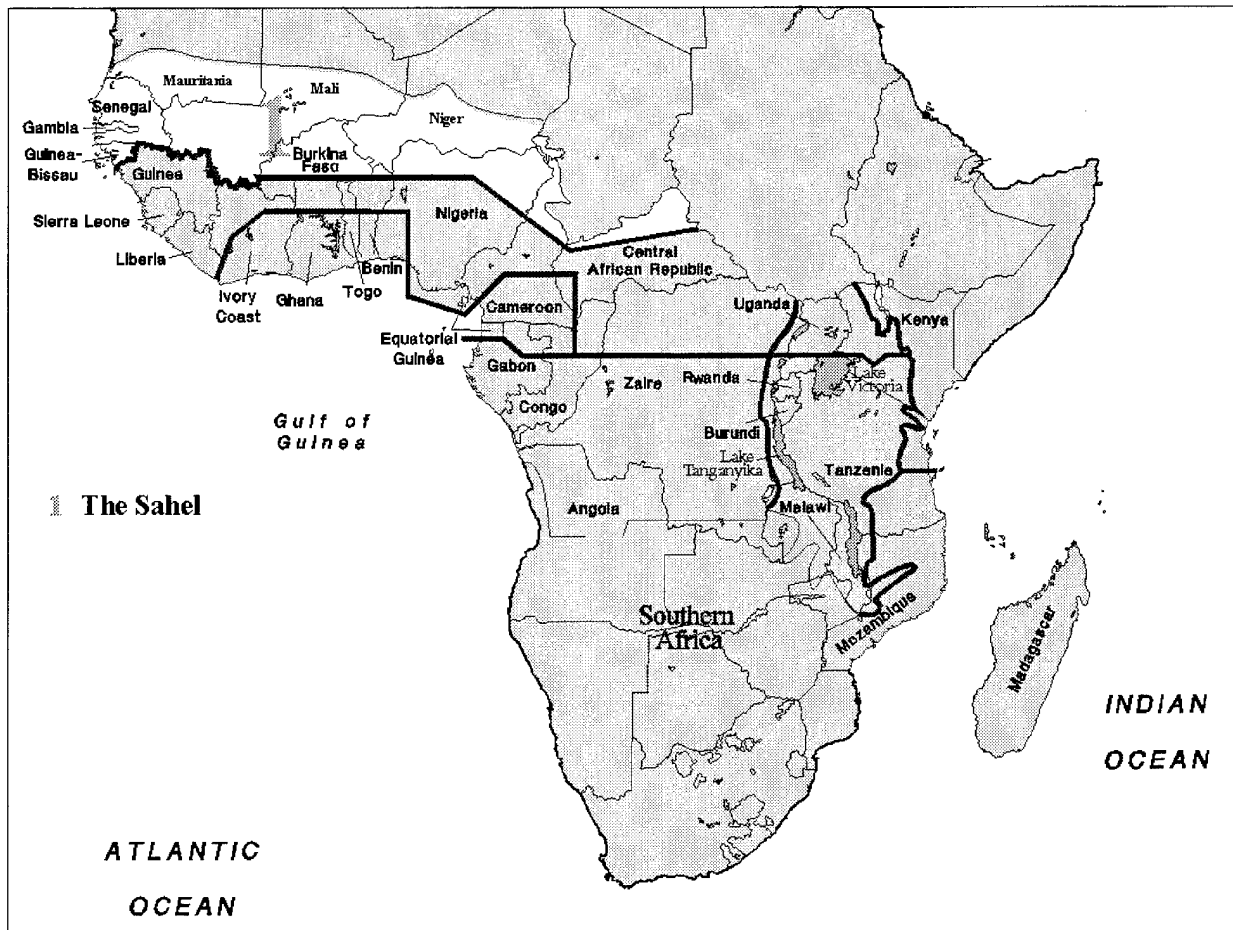 Mauritania
Mali
Senegal
Gambia
Niger
Guinea-
Bissau
Guinea
Burkina
Faso
Sierra Leone
Nigeria
Liberia
Benin
Central
African Republic
Ivory
Coast
Ghana
Togo
Cameroon
Uganda
Kenya
Equatorial
Guinea
Gabon
Zaire
Rwanda
Lake
Victoria
Congo
Gulf of
Guinea
Burundi
Lake
Tanganyika
Tanzania
1 The Sahel
Angola
Malawi
Southern
Africa
Mozambique
Madagascar
INDIAN
OCEAN
ATLANTIC
OCEAN